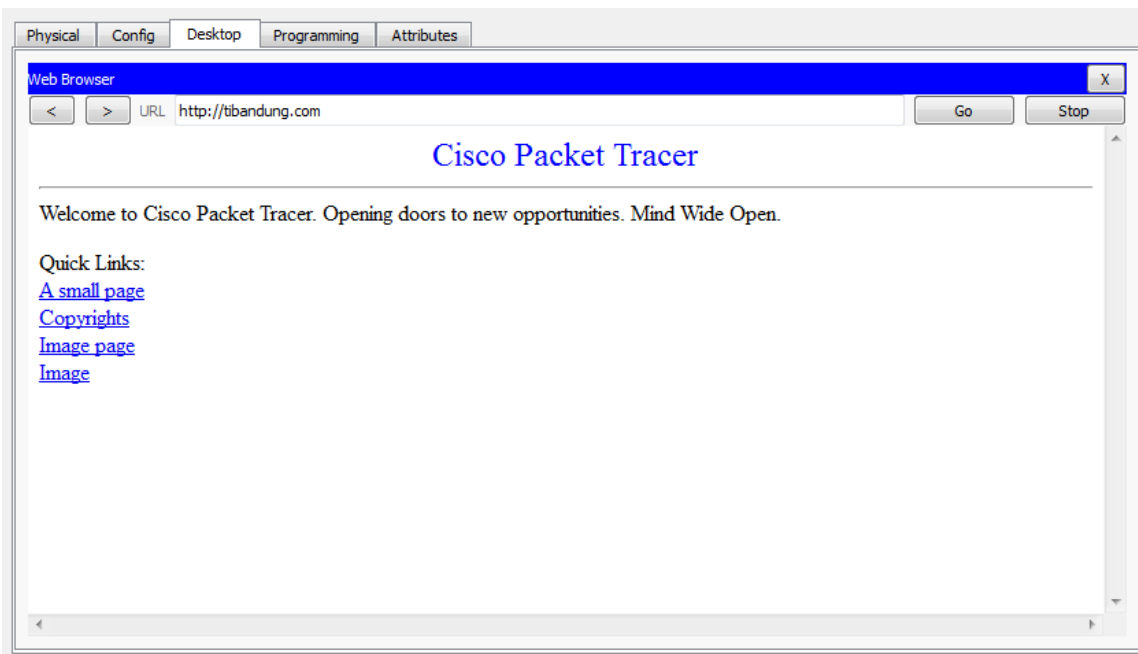 Physical Config Desktop Programming Attributes
Web Browser X
< > URL http://tibandung.com Go Stop
Cisco Packet Tracer
Welcome to Cisco Packet Tracer. Opening doors to new opportunities. Mind Wide Open.
Quick Links:
A small page
Copyrights
Image page
Image